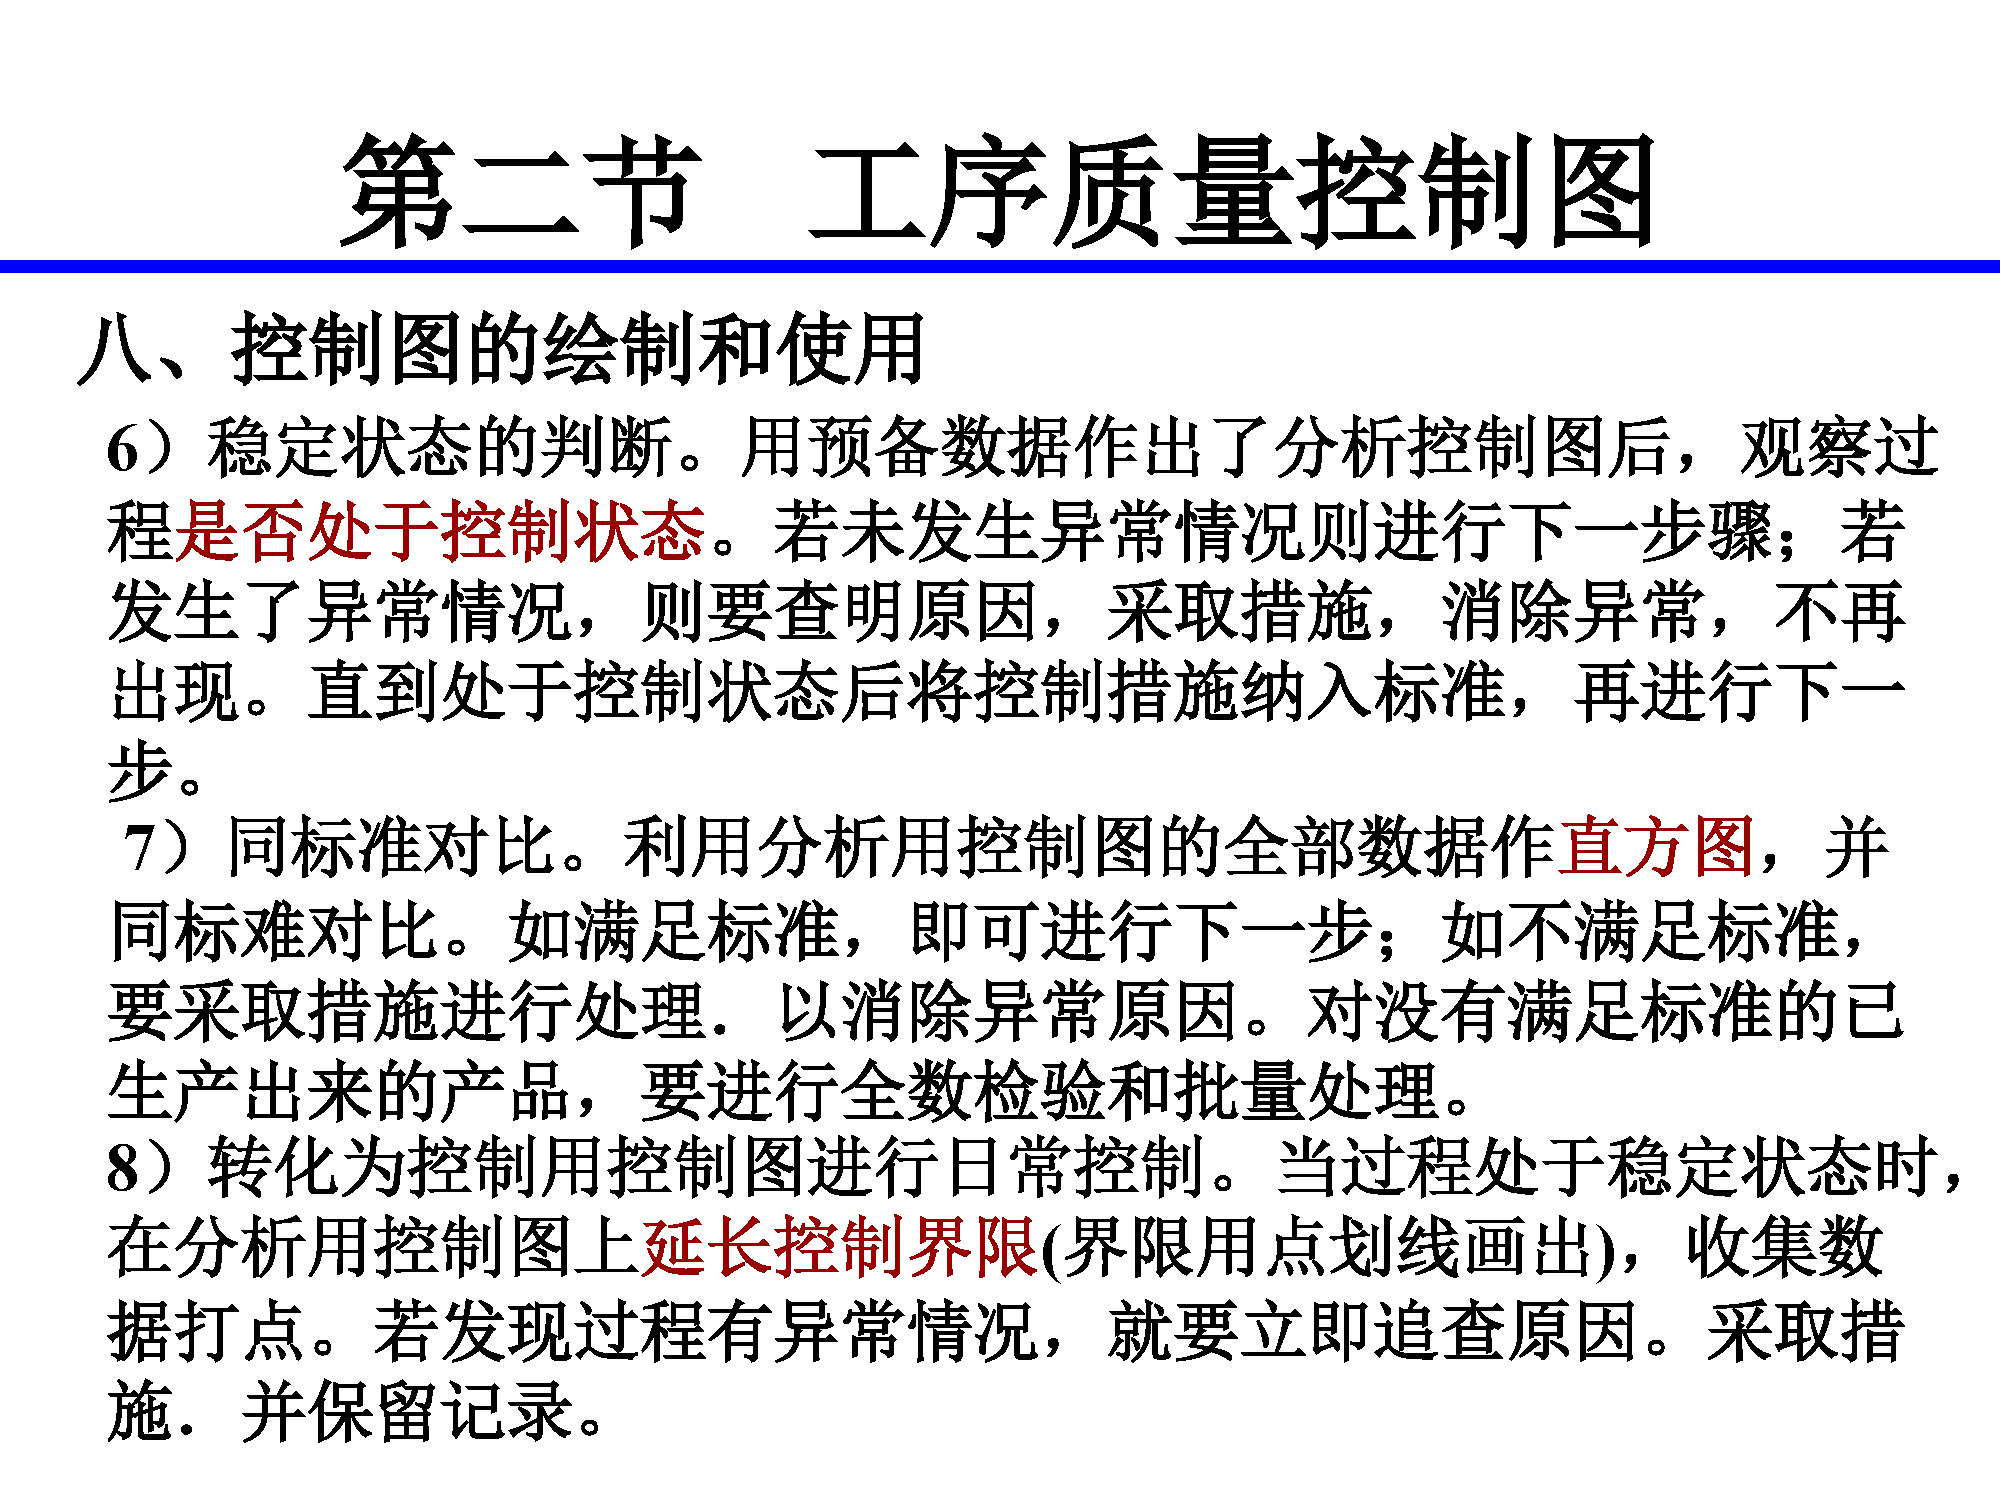 第二节 工序质量控制图
八、控制图的绘制和使用
6）稳定状态的判断。用预备数据作出了分析控制图后，观察过
程是否处于控制状态。若未发生异常情况则进行下一步骤；若
发生了异常情况，则要查明原因，采取措施，消除异常，不再
出现。直到处于控制状态后将控制措施纳入标准，再进行下一
步。
7）同标准对比。利用分析用控制图的全部数据作直方图，并
同标难对比。如满足标准，即可进行下一步；如不满足标准，
要采取措施进行处理．以消除异常原因。对没有满足标准的已
生产出来的产品，要进行全数检验和批量处理。
8）转化为控制用控制图进行日常控制。当过程处于稳定状态时，
在分析用控制图上延长控制界限(界限用点划线画出)，收集数
据打点。若发现过程有异常情况，就要立即追查原因。采取措
施．并保留记录。